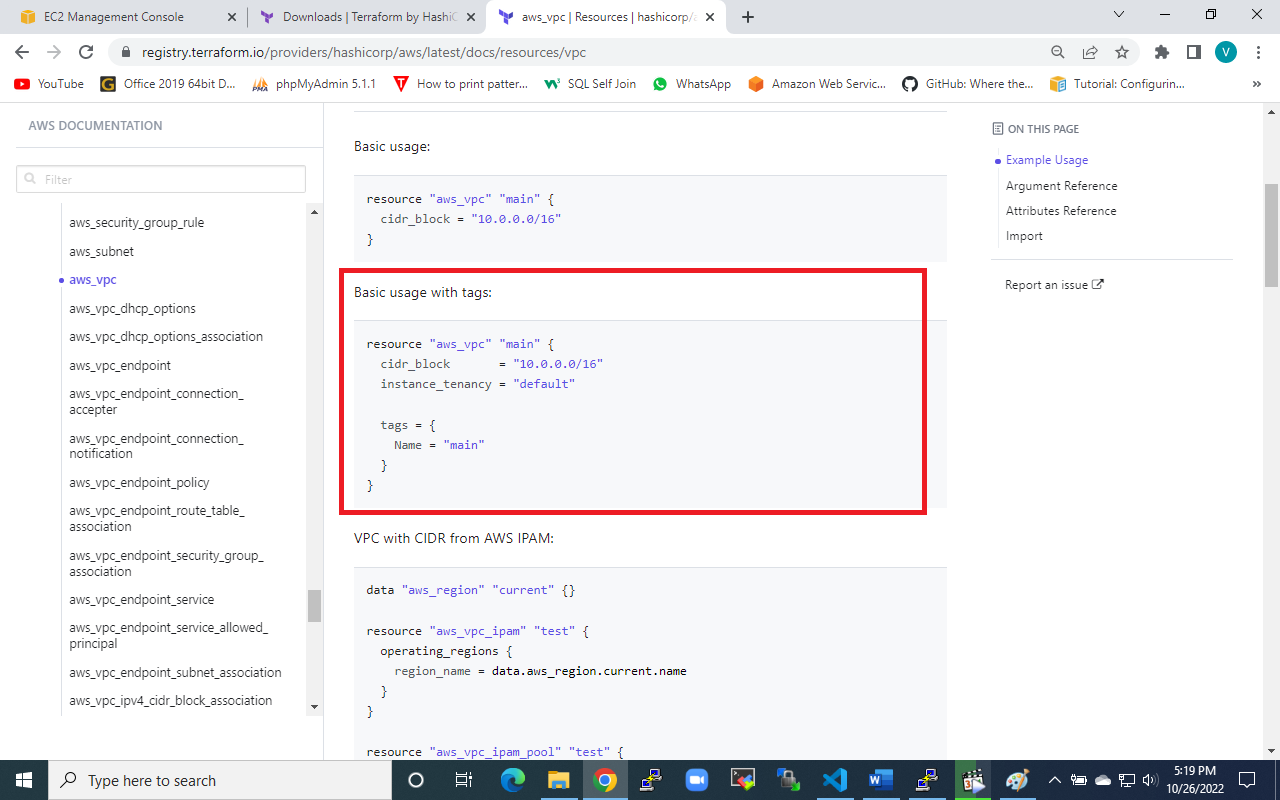 EC2 Management Console
Downloads | Terraform by HashiC
aws_vpc | Resources | hashicorp/a
registry.terraform.io/providers/hashicorp/aws/latest/docs/resources/vpc
V
YouTube
Office 2019 64bit D...
phpMyAdmin 5.1.1
How to print patter...
SQL Self Join
WhatsApp
Amazon Web Servic...
GitHub: Where the...
Tutorial: Configurin...
»
AWS DOCUMENTATION
Filter
aws_security_group_rule
aws_subnet
aws_vpc
aws_vpc_dhcp_options
aws_vpc_dhcp_options_association
aws_vpc_endpoint
aws_vpc_endpoint_connection_
accepter
aws_vpc_endpoint_connection_
notification
aws_vpc_endpoint_policy
aws_vpc_endpoint_route_table_
association
aws_vpc_endpoint_security_group_
association
aws_vpc_endpoint_service
aws_vpc_endpoint_service_allowed_
principal
aws_vpc_endpoint_subnet_association
aws_vpc_ipv4_cidr_block_association
Basic usage:
resource "aws_vpc" "main" {
cidr_block = "10.0.0.0/16"
}
Basic usage with tags:
resource "aws_vpc" "main" {
cidr_block       = "10.0.0.0/16"
instance_tenancy = "default"
tags = {
Name = "main"
}
}
VPC with CIDR from AWS IPAM:
data "aws_region" "current" {}
resource "aws_vpc_ipam" "test" {
operating_regions {
region_name = data.aws_region.current.name
}
}
resource "aws_vpc_ipam_pool" "test" {
ON THIS PAGE
Example Usage
Argument Reference
Attributes Reference
Import
Report an issue
Type here to search
5:19 PM
10/26/2022